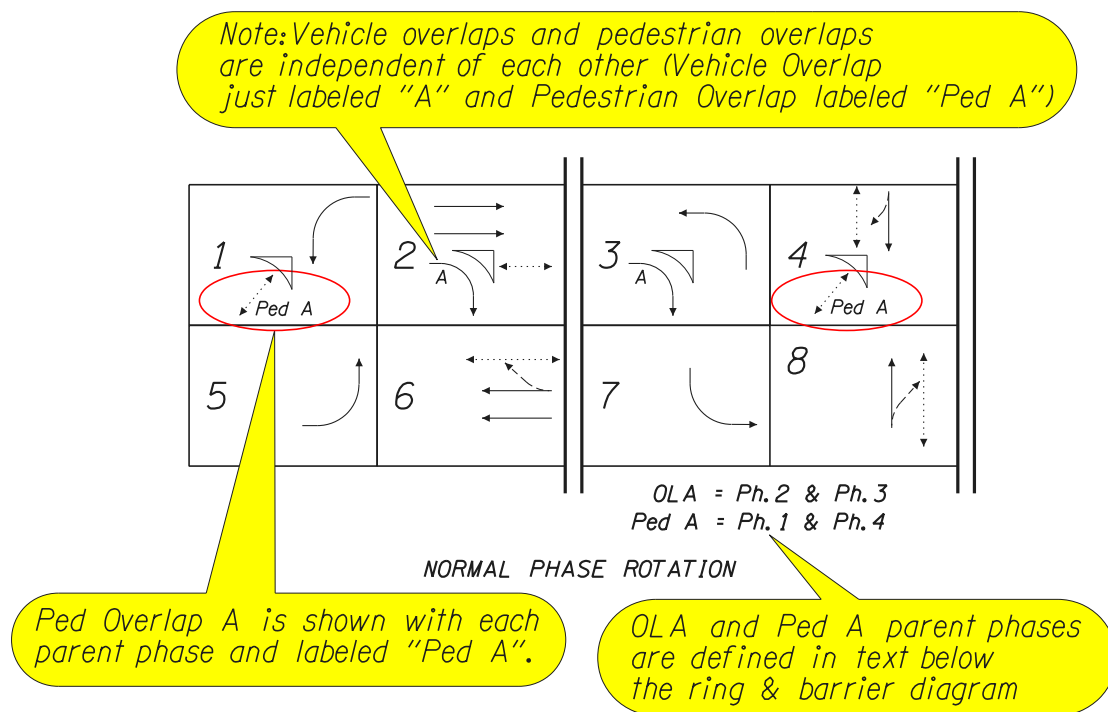 Note: Vehicle overlaps and pedestrian overlaps
are independent of each other (Vehicle Overlap
just labeled "A" and Pedestrian Overlap labeled "Ped A")
1
Ped A
2
A
3
A
4
Ped A
5
6
7
8
OLA = Ph. 2 & Ph. 3
Ped A = Ph. 1 & Ph. 4
NORMAL PHASE ROTATION
Ped Overlap A is shown with each
parent phase and labeled "Ped A".
OLA and Ped A parent phases
are defined in text below
the ring & barrier diagram